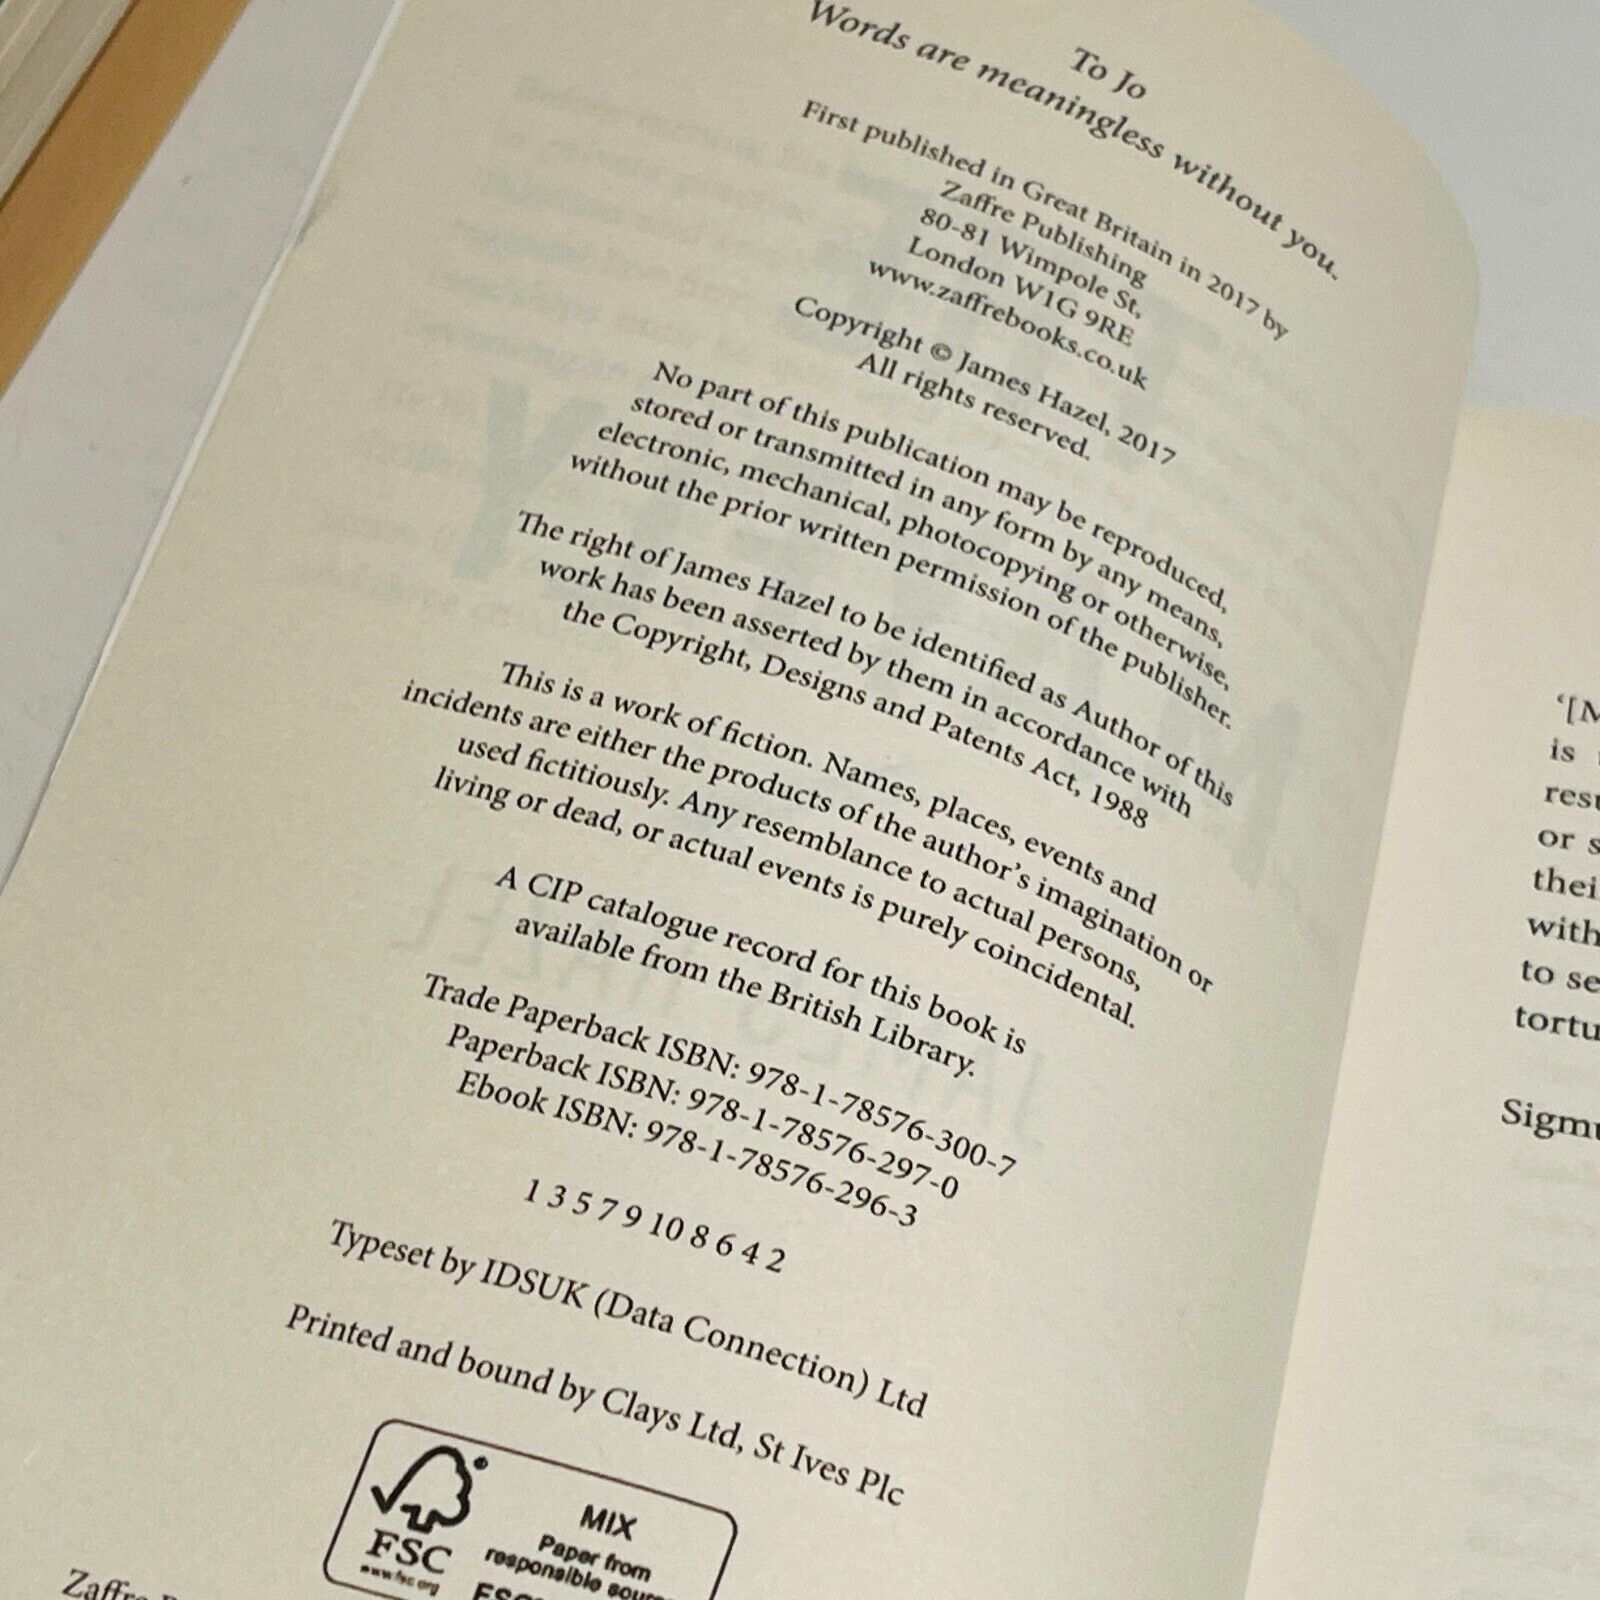 To Jo
Words are meaningless without you.
First published in Great Britain in 2017 by
Zaffre Publishing
80-81 Wimpole St,
London W1G 9RE
www.zaffrebooks.co.uk
Copyright © James Hazel, 2017
All rights reserved.
No part of this publication may be reproduced,
stored or transmitted in any form by any means,
electronic, mechanical, photocopying or otherwise,
without the prior written permission of the publisher.
The right of James Hazel to be identified as Author of this
work has been asserted by them in accordance with
the Copyright, Designs and Patents Act, 1988
This is a work of fiction. Names, places, events and
incidents are either the products of the author's imagination or
used fictitiously. Any resemblance to actual persons,
living or dead, or actual events is purely coincidental.
A CIP catalogue record for this book is
available from the British Library.
Trade Paperback ISBN: 978-1-78576-300-7
Paperback ISBN: 978-1-78576-297-0
Ebook ISBN: 978-1-78576-296-3
1 3 5 7 9 10 8 6 4 2
Typeset by IDSUK (Data Connection) Ltd
Printed and bound by Clays Ltd, St Ives Plc
FSC
www.fsc.org
MIX
Paper from
responsible
Zaffre
is
or
with
to